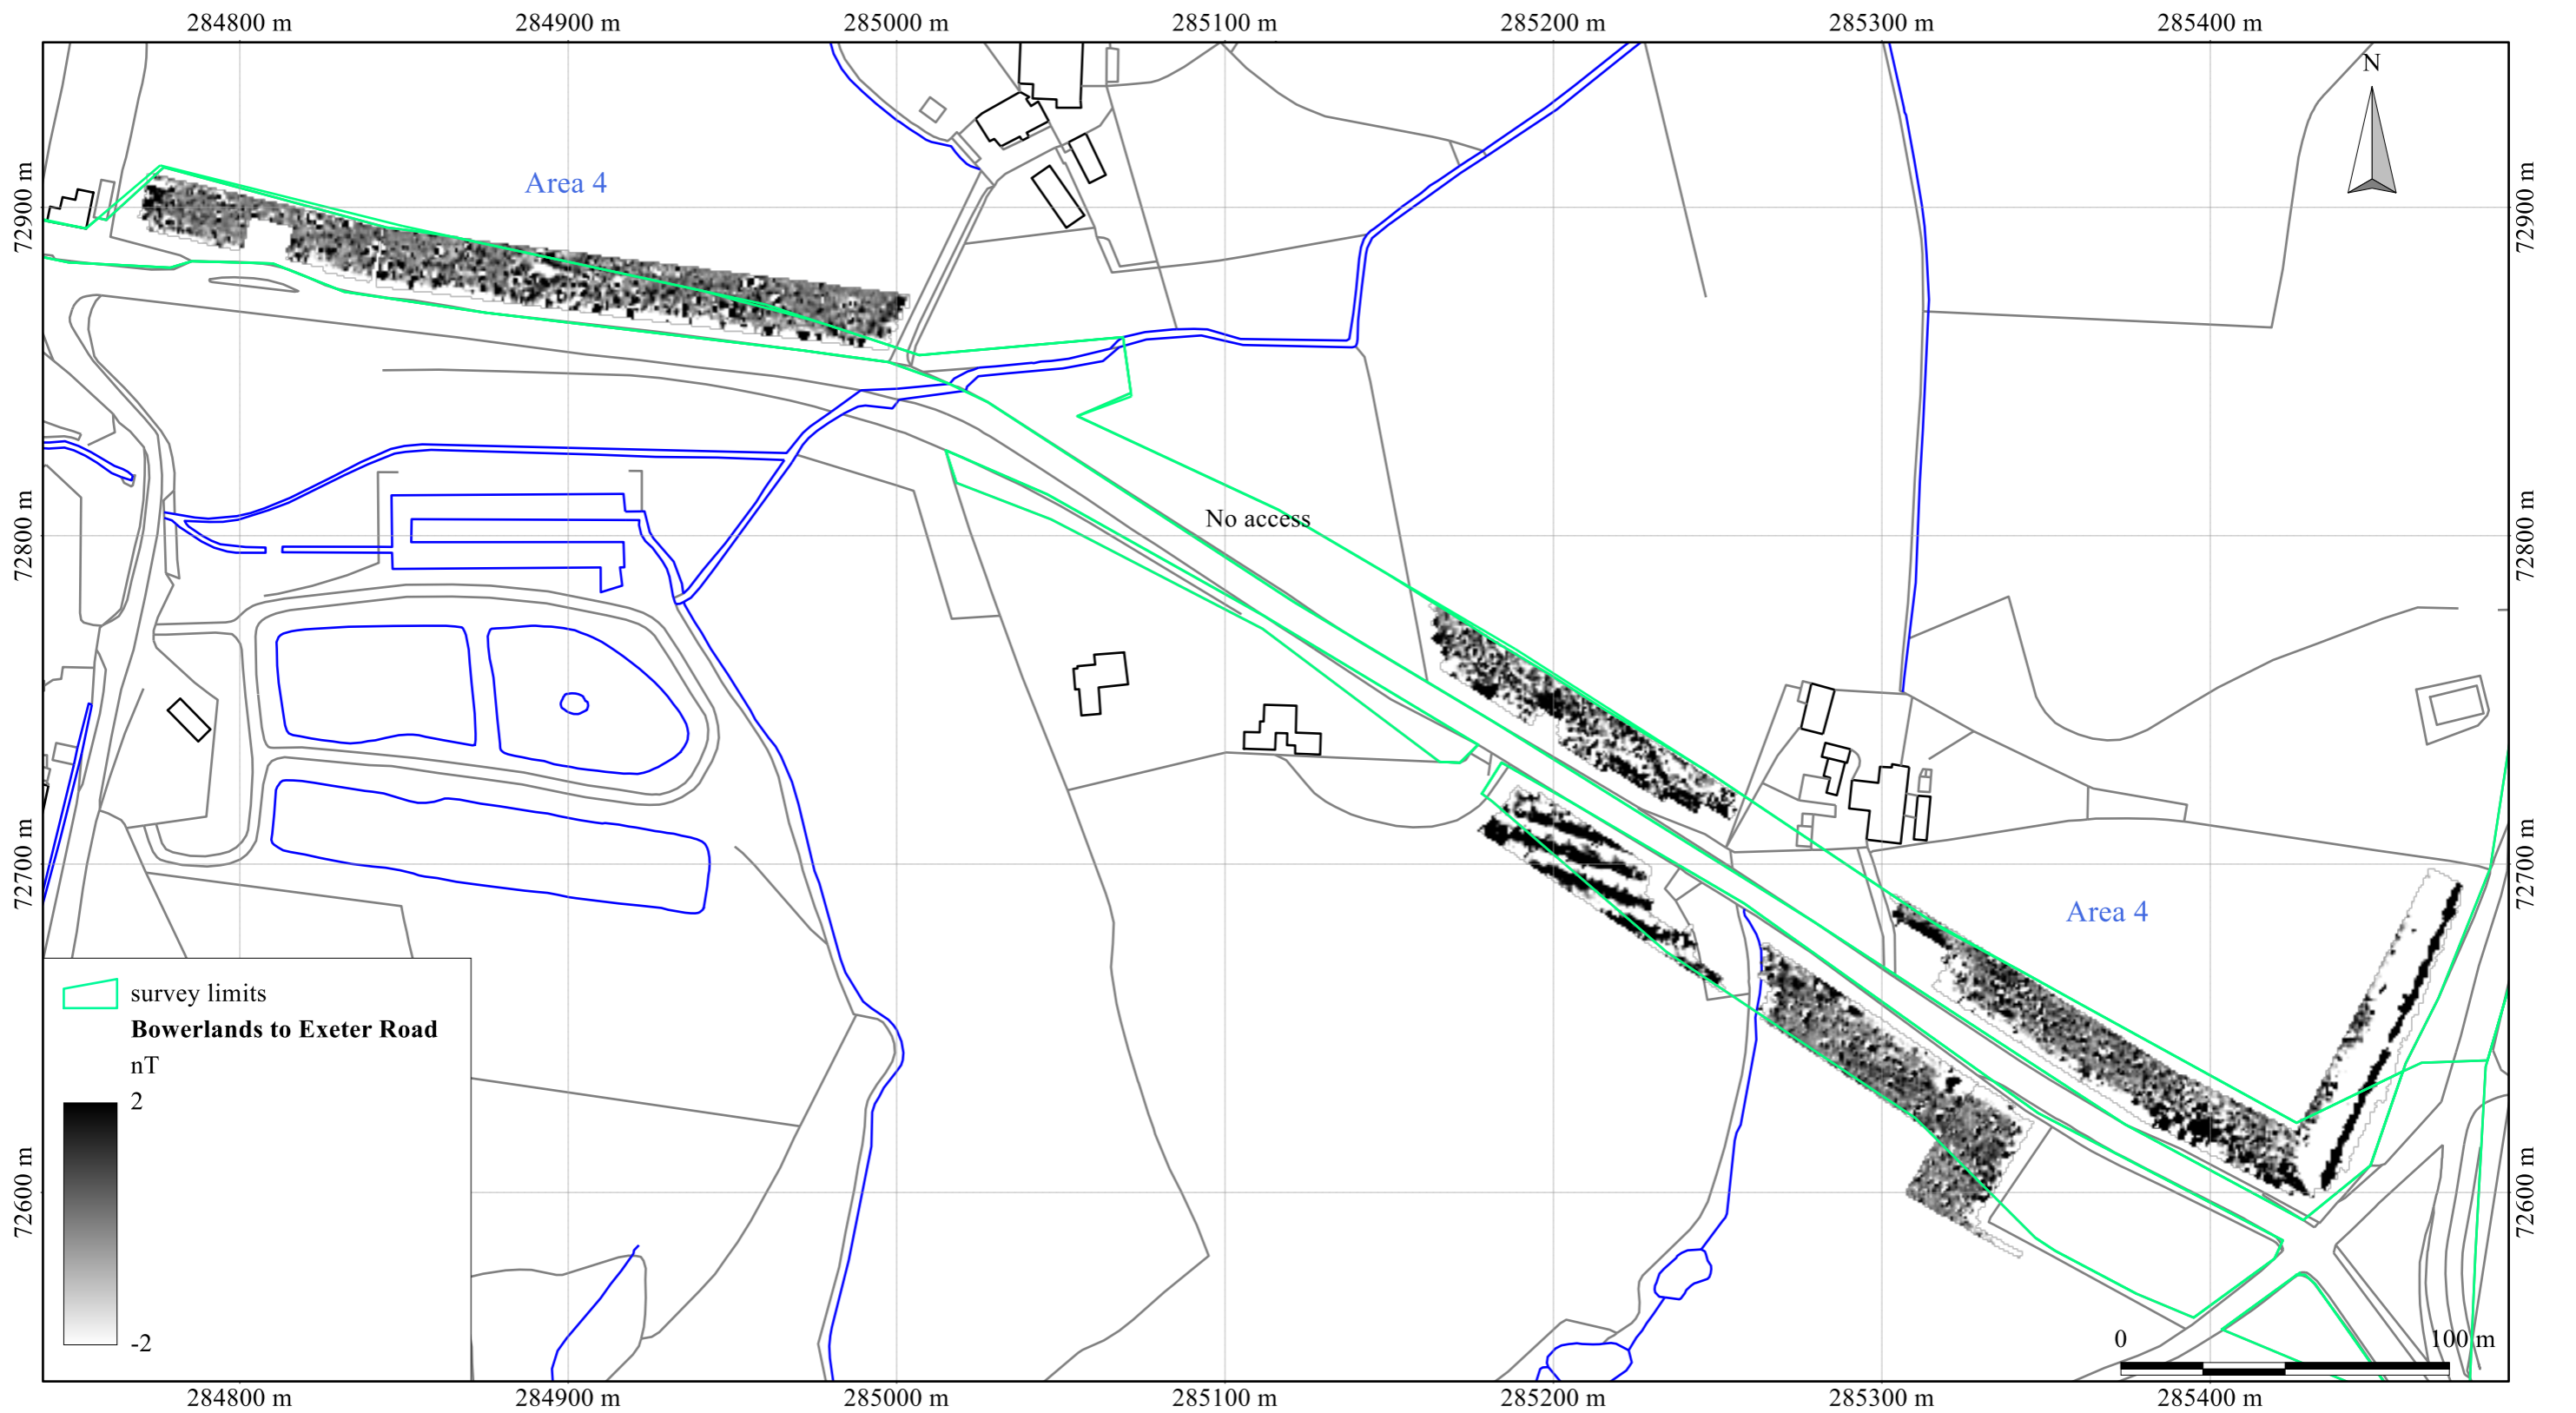 284800 m 284900 m 285000 m 285100 m 285200 m 285300 m 285400 m
N
72900 m
72900 m
Area 4
72800 m
72800 m
No access
72700 m
72700 m
Area 4
survey limits
Bowerlands to Exeter Road
nT
2
-2
72600 m
72600 m
0 100 m
284800 m 284900 m 285000 m 285100 m 285200 m 285300 m 285400 m